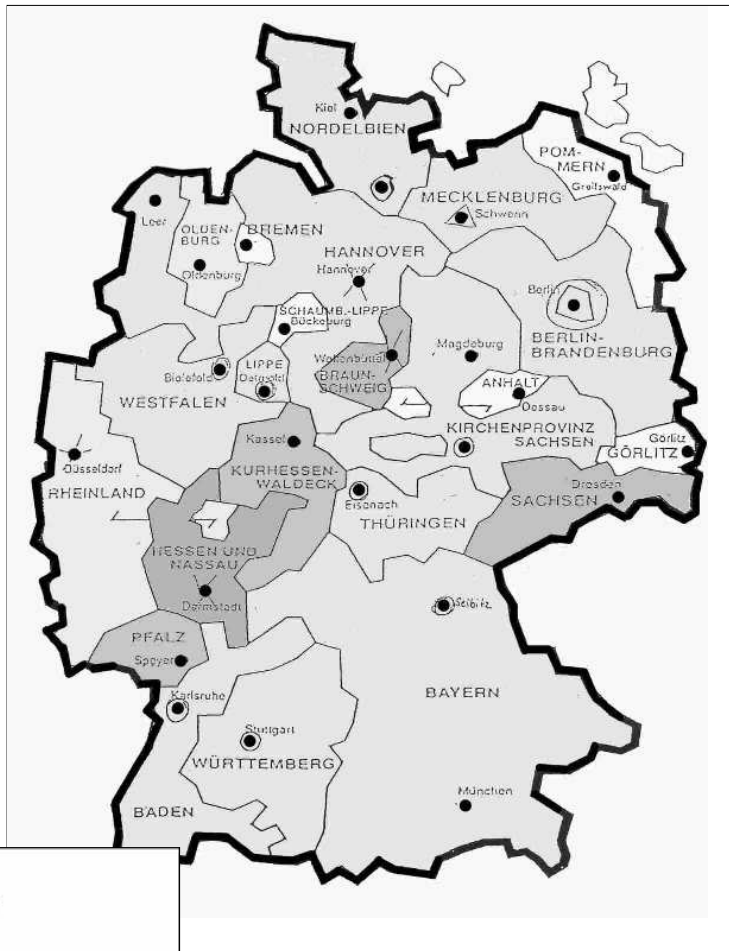 Kiel
NORDELBIEN
POM-
MERN
Greifswald
MECKLENBURG
Schwerin
Leer
OLDEN-
BURG
BREMEN
Oldenburg
HANNOVER
Hannover
Berlin
BERLIN-
BRANDENBURG
SCHAUMB.-LIPPE
Bückeburg
Wolfenbüttel
BRAUN-
SCHWEIG
Magdeburg
Bielefeld
LIPPE
Detmold
ANHALT
Dessau
WESTFALEN
KIRCHENPROVINZ
SACHSEN
Görlitz
GÖRLITZ
Kassel
KURHESSEN-
WALDECK
Düsseldorf
RHEINLAND
Eisenach
THÜRINGEN
Dresden
SACHSEN
HESSEN UND
NASSAU
Darmstadt
Selbitz
PFALZ
Speyer
Karlsruhe
BAYERN
Stuttgart
WÜRTTEMBERG
München
BADEN